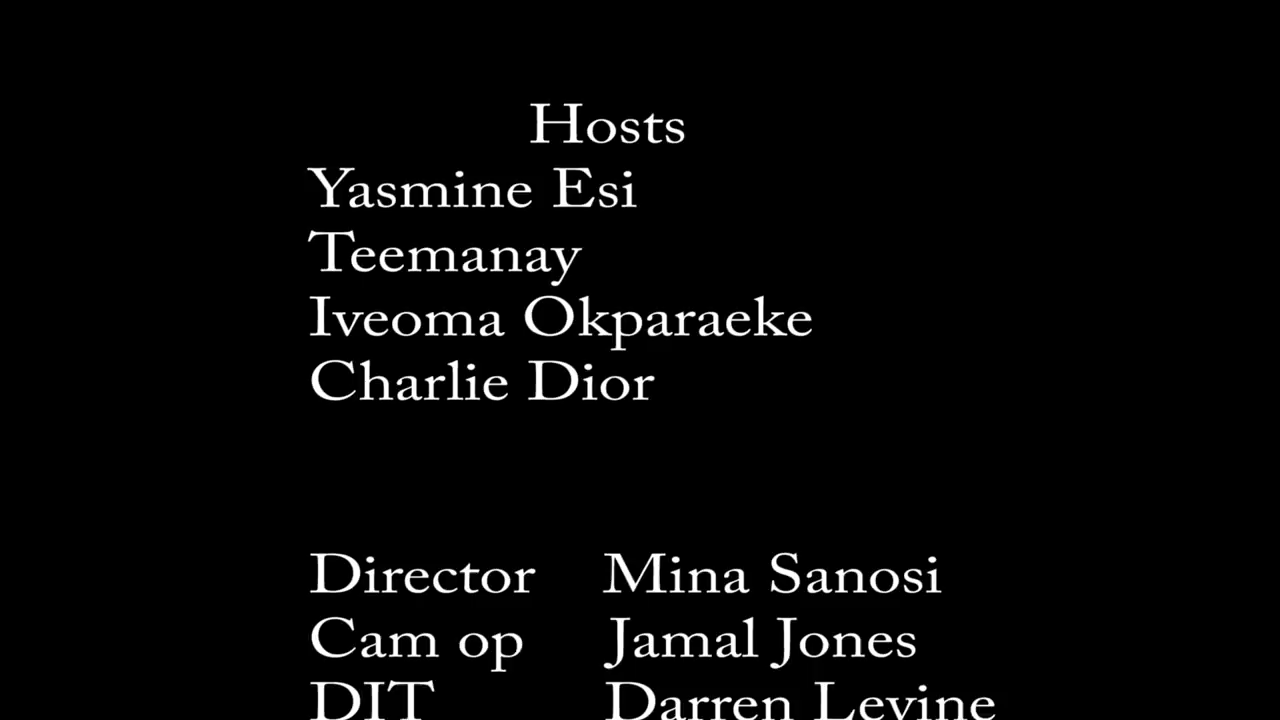 Hosts
Yasmine Esi
Teemanay
Iveoma Okparaeke
Charlie Dior
Director Mina Sanosi
Cam op Jamal Jones
DIT Darren Levine